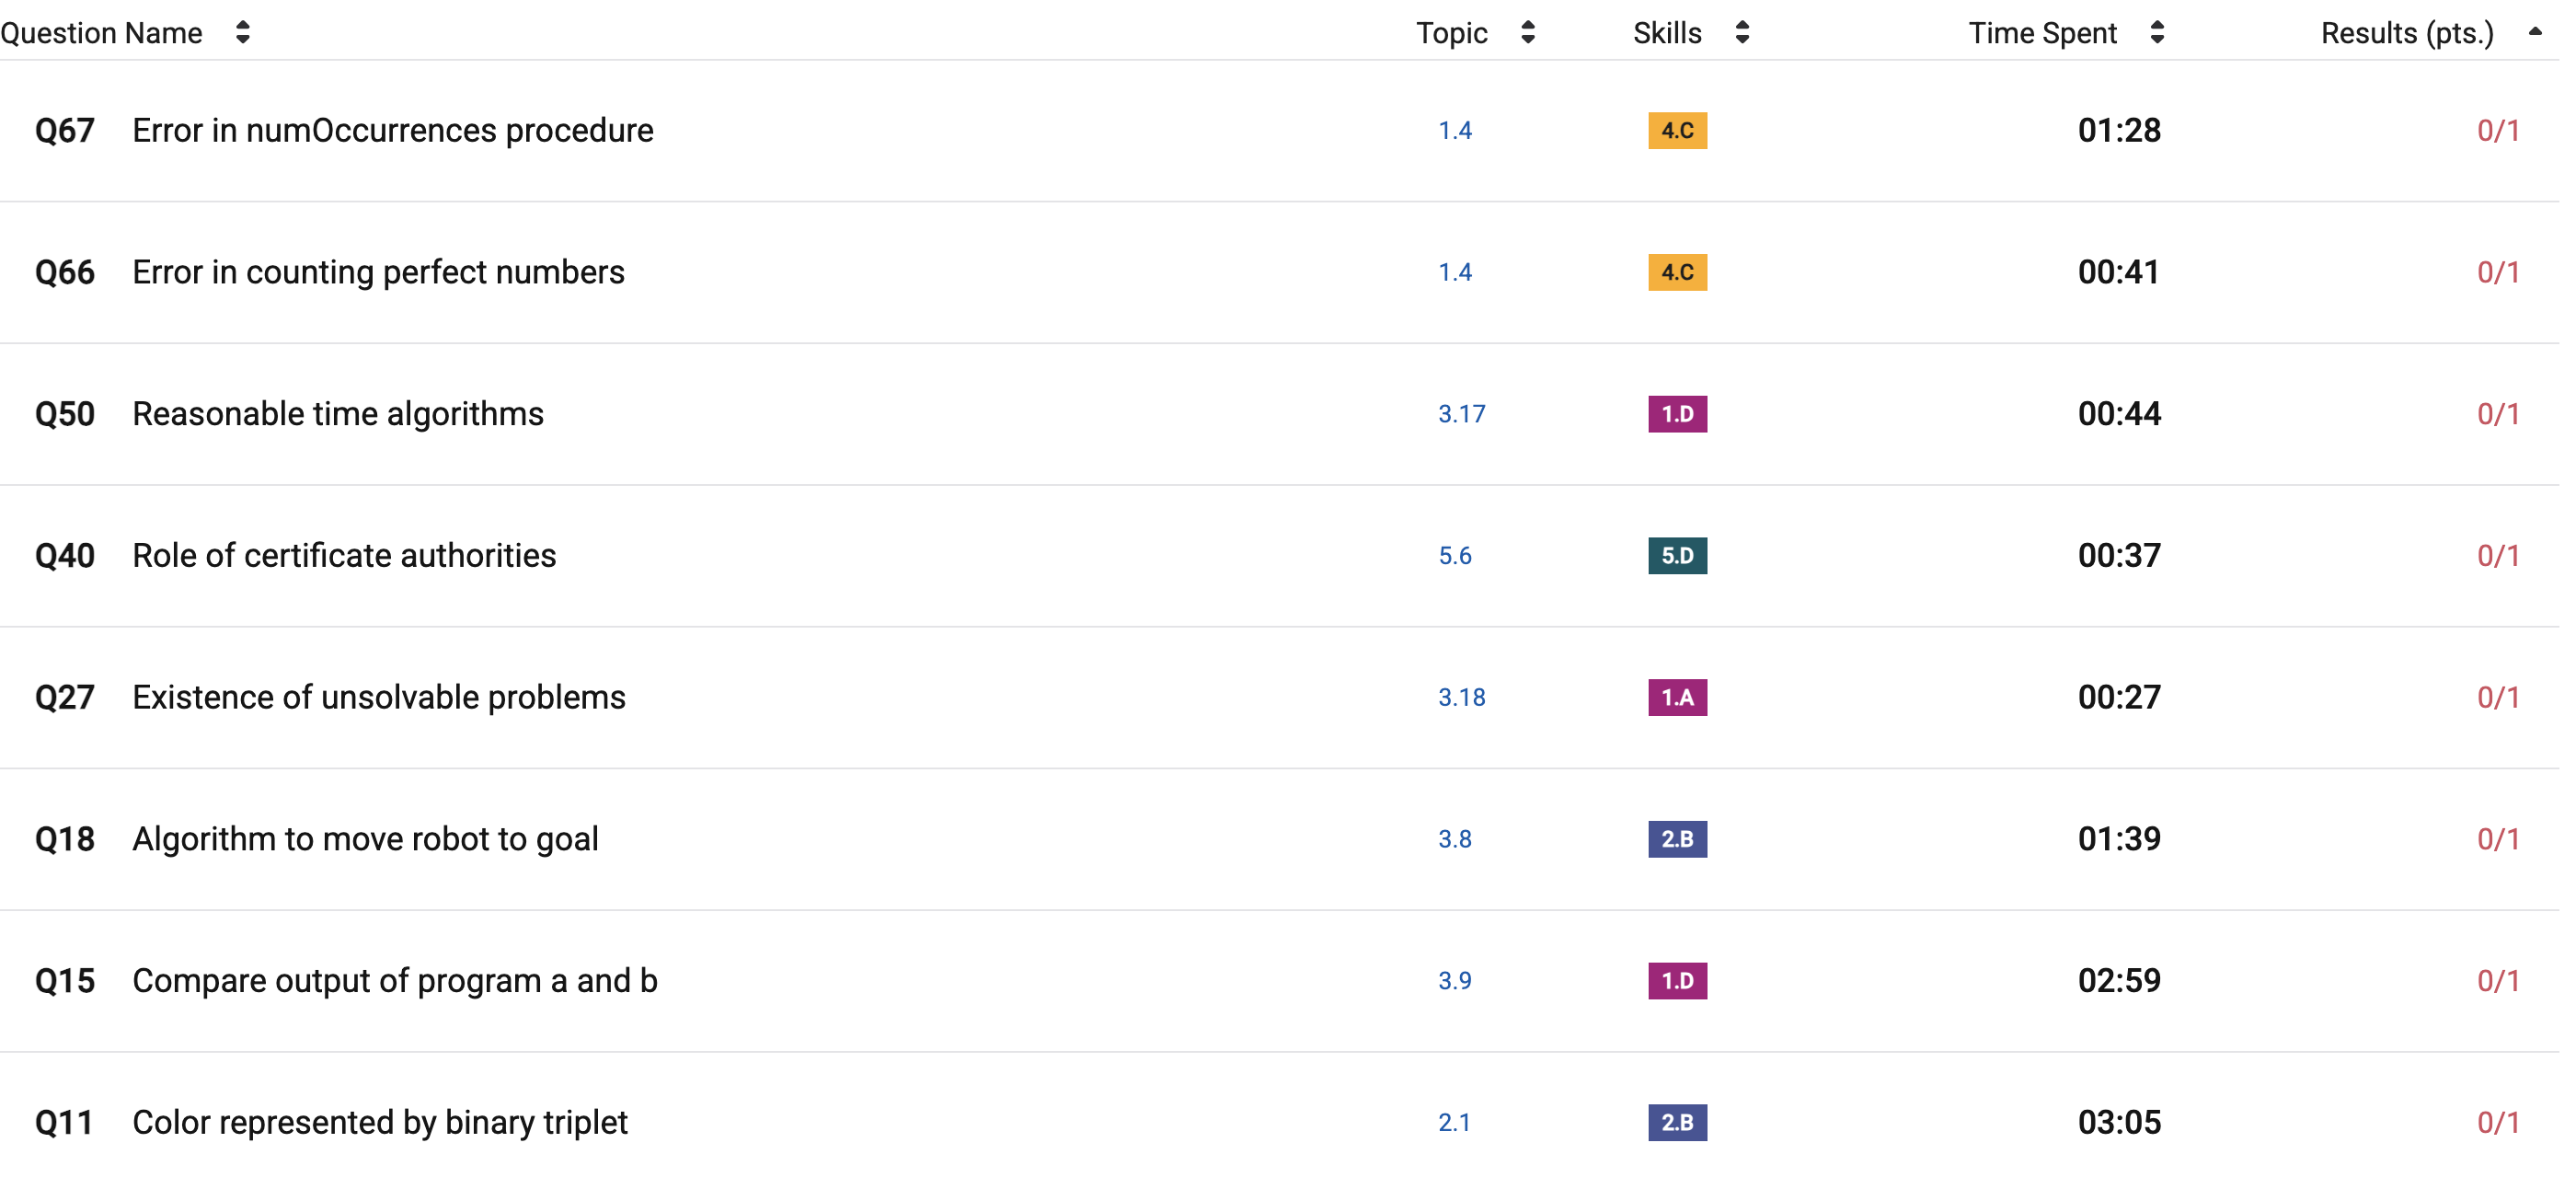 Question Name Topic Skills Time Spent Results (pts.)
Q67 Error in numOccurrences procedure 1.4 4.C 01:28 0/1
Q66 Error in counting perfect numbers 1.4 4.C 00:41 0/1
Q50 Reasonable time algorithms 3.17 1.D 00:44 0/1
Q40 Role of certificate authorities 5.6 5.D 00:37 0/1
Q27 Existence of unsolvable problems 3.18 1.A 00:27 0/1
Q18 Algorithm to move robot to goal 3.8 2.B 01:39 0/1
Q15 Compare output of program a and b 3.9 1.D 02:59 0/1
Q11 Color represented by binary triplet 2.1 2.B 03:05 0/1